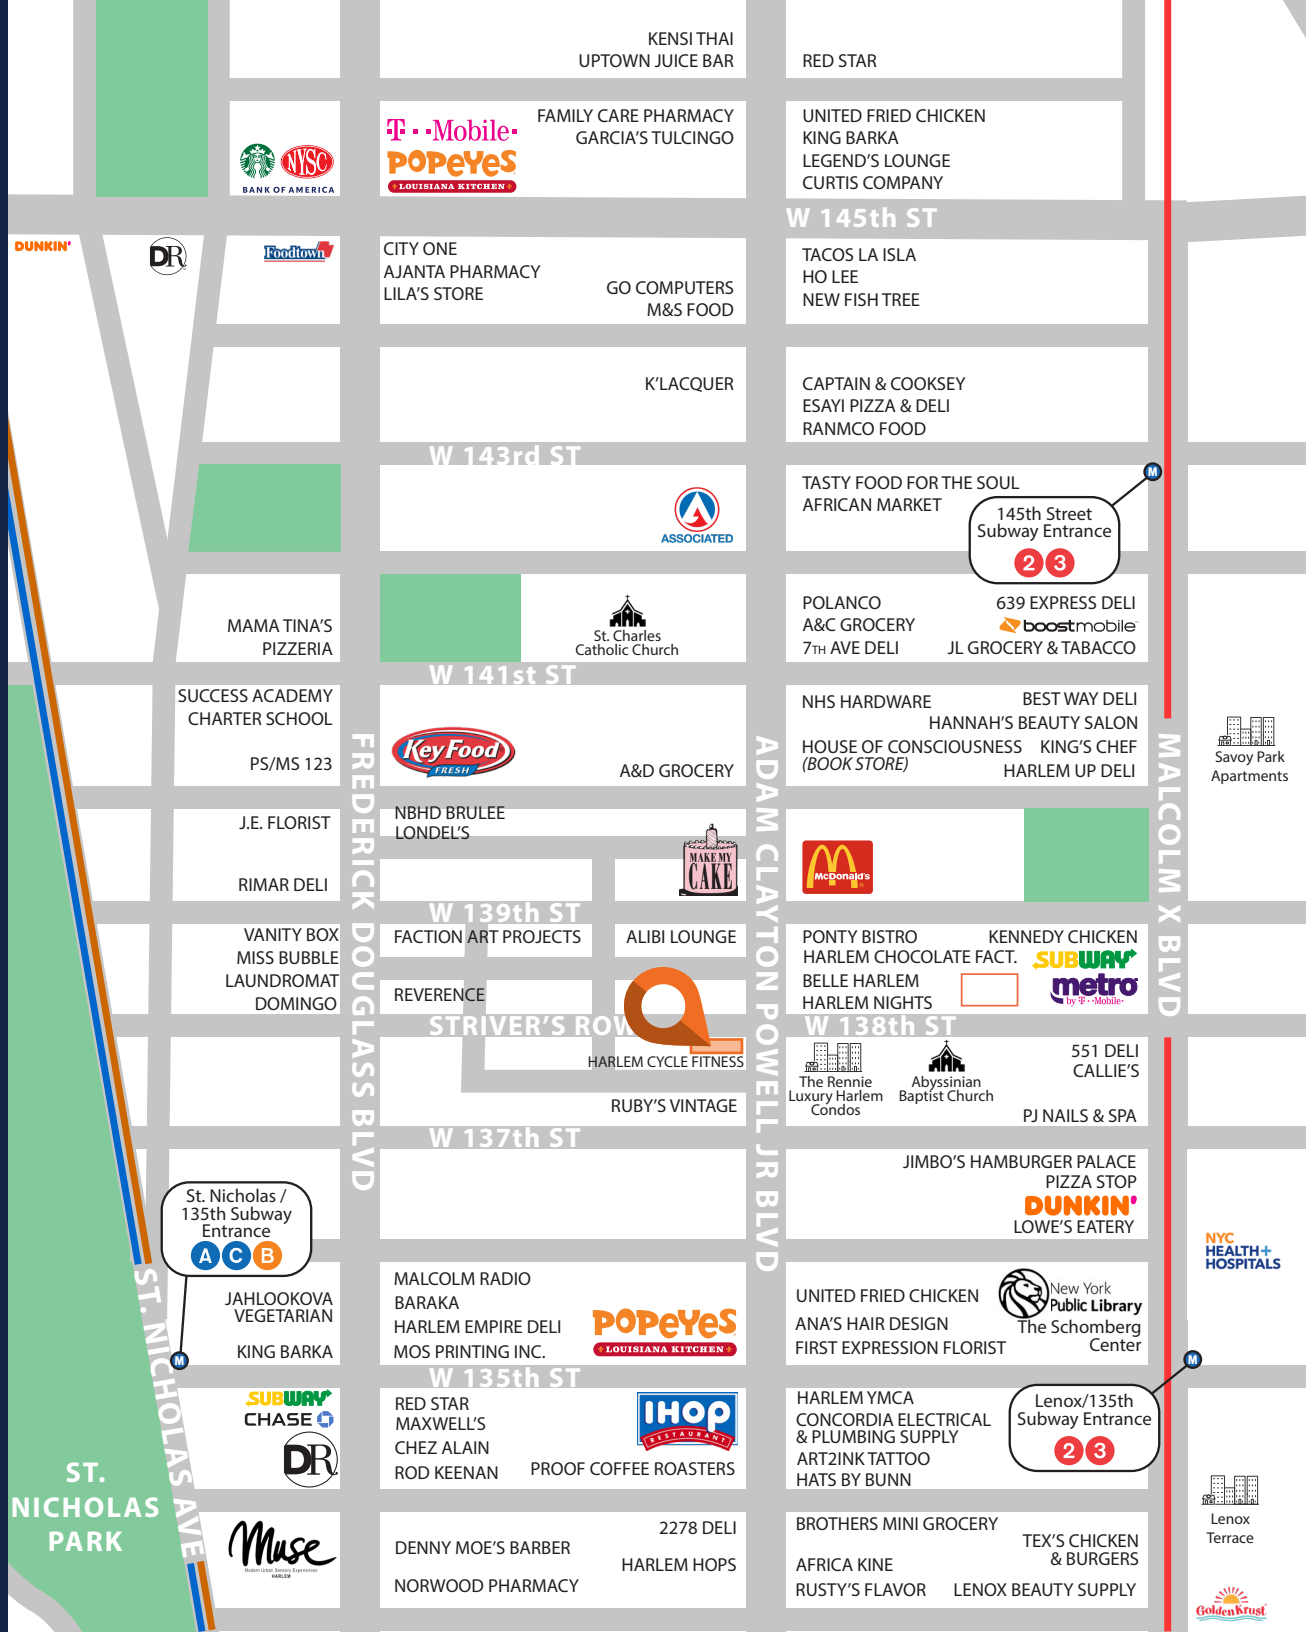 KENSI THAI
UPTOWN JUICE BAR
RED STAR
STARBUCKS COFFEE
NYSC
BANK OF AMERICA
T··Mobile·
POPEYES
LOUISIANA KITCHEN
FAMILY CARE PHARMACY
GARCIA'S TULCINGO
UNITED FRIED CHICKEN
KING BARKA
LEGEND'S LOUNGE
CURTIS COMPANY
W 145th ST
DUNKIN'
DR
Foodtown
CITY ONE
AJANTA PHARMACY
LILA'S STORE
GO COMPUTERS
M&S FOOD
TACOS LA ISLA
HO LEE
NEW FISH TREE
K'LACQUER
CAPTAIN & COOKSEY
ESAYI PIZZA & DELI
RANMCO FOOD
W 143rd ST
ASSOCIATED
TASTY FOOD FOR THE SOUL
AFRICAN MARKET
M
145th Street
Subway Entrance
2 3
MAMA TINA'S
PIZZERIA
St. Charles
Catholic Church
POLANCO
A&C GROCERY
7TH AVE DELI
639 EXPRESS DELI
boostmobile
JL GROCERY & TABACCO
W 141st ST
SUCCESS ACADEMY
CHARTER SCHOOL
PS/MS 123
KeyFood
FRESH
A&D GROCERY
NHS HARDWARE
BEST WAY DELI
HANNAH'S BEAUTY SALON
HOUSE OF CONSCIOUSNESS
(BOOK STORE)
KING'S CHEF
HARLEM UP DELI
Savoy Park
Apartments
FREDERICK DOUGLASS BLVD
ADAM CLAYTON POWELL JR BLVD
MALCOLM X BLVD
J.E. FLORIST
RIMAR DELI
NBHD BRULEE
LONDEL'S
MAKE MY
CAKE
McDonald's
W 139th ST
VANITY BOX
MISS BUBBLE
LAUNDROMAT
DOMINGO
FACTION ART PROJECTS
ALIBI LOUNGE
REVERENCE
PONTY BISTRO
HARLEM CHOCOLATE FACT.
BELLE HARLEM
HARLEM NIGHTS
KENNEDY CHICKEN
SUBWAY
metro
by T··Mobile·
STRIVER'S ROW
W 138th ST
HARLEM CYCLE FITNESS
RUBY'S VINTAGE
The Rennie
Luxury Harlem
Condos
Abyssinian
Baptist Church
551 DELI
CALLIE'S
PJ NAILS & SPA
W 137th ST
JIMBO'S HAMBURGER PALACE
PIZZA STOP
DUNKIN'
LOWE'S EATERY
St. Nicholas /
135th Subway
Entrance
A C B
M
NYC
HEALTH+
HOSPITALS
JAHLOOKOVA
VEGETARIAN
KING BARKA
MALCOLM RADIO
BARAKA
HARLEM EMPIRE DELI
MOS PRINTING INC.
POPEYES
LOUISIANA KITCHEN
UNITED FRIED CHICKEN
ANA'S HAIR DESIGN
FIRST EXPRESSION FLORIST
New York
Public Library
The Schomberg
Center
W 135th ST
M
ST. NICHOLAS AVE
SUBWAY
CHASE
DR
RED STAR
MAXWELL'S
CHEZ ALAIN
ROD KEENAN
IHOP
RESTAURANT
PROOF COFFEE ROASTERS
HARLEM YMCA
CONCORDIA ELECTRICAL
& PLUMBING SUPPLY
ART2INK TATTOO
HATS BY BUNN
Lenox/135th
Subway Entrance
2 3
ST.
NICHOLAS
PARK
Lenox
Terrace
Muse
Modern Urban Sensory Experiences
HARLEM
2278 DELI
DENNY MOE'S BARBER
HARLEM HOPS
NORWOOD PHARMACY
BROTHERS MINI GROCERY
TEX'S CHICKEN
& BURGERS
AFRICA KINE
RUSTY'S FLAVOR
LENOX BEAUTY SUPPLY
Golden Krust